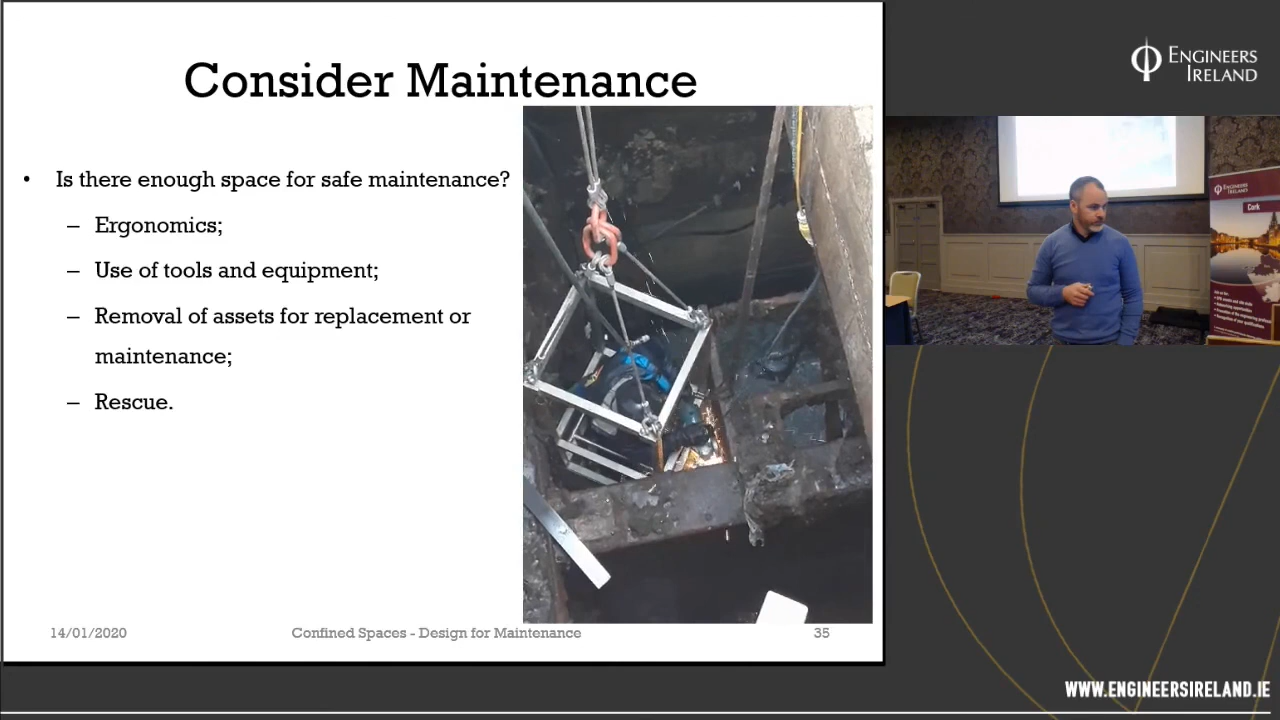 Consider Maintenance
• Is there enough space for safe maintenance?
– Ergonomics;
– Use of tools and equipment;
– Removal of assets for replacement or
maintenance;
– Rescue.
14/01/2020
Confined Spaces - Design for Maintenance
35
ENGINEERS
IRELAND
ENGINEERS
IRELAND
Cork
WWW.ENGINEERSIRELAND.IE